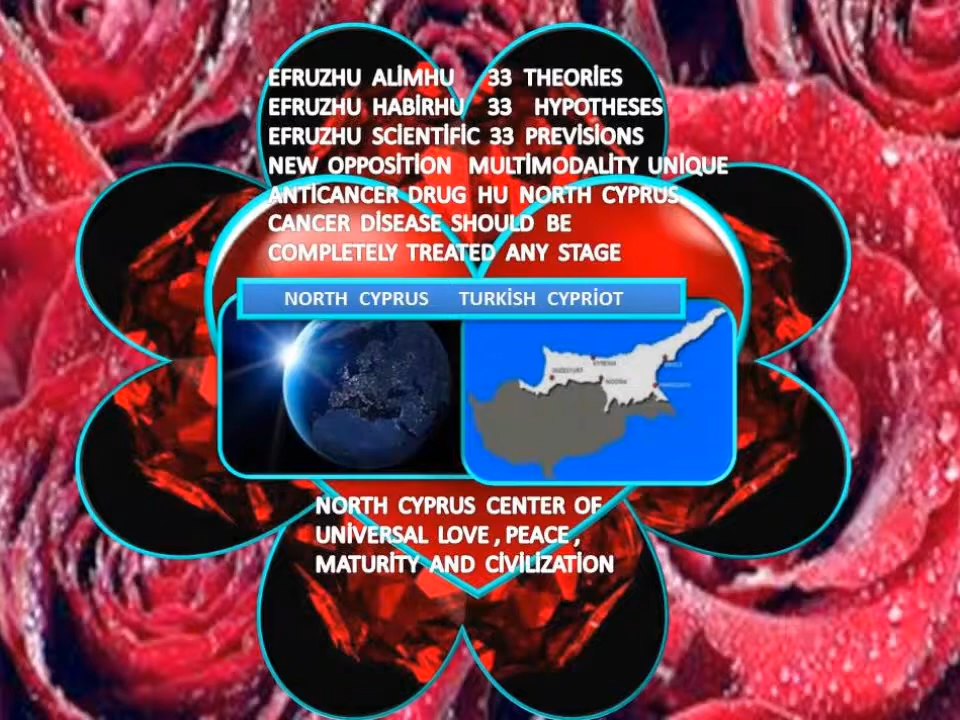 EFRUZHU ALİMHU 33 THEORİES
EFRUZHU HABİRHU 33 HYPOTHESES
EFRUZHU SCİENTİFİC 33 PREVİSİONS
NEW OPPOSİTİON MULTİMODALİTY UNİQUE
ANTİCANCER DRUG HU NORTH CYPRUS
CANCER DİSEASE SHOULD BE
COMPLETELY TREATED ANY STAGE
NORTH CYPRUS TURKİSH CYPRİOT
NORTH CYPRUS CENTER OF
UNİVERSAL LOVE , PEACE ,
MATURİTY AND CİVİLİZATİON